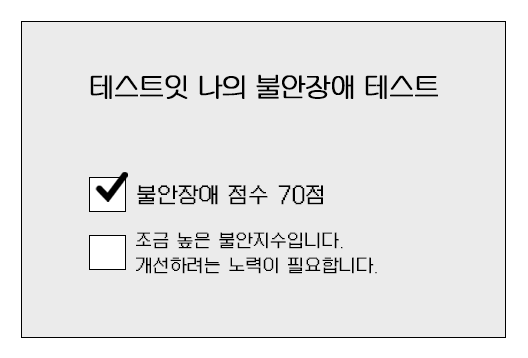 테스트잇 나의 불안장애 테스트
불안장애 점수 70점
조금 높은 불안지수입니다.
개선하려는 노력이 필요합니다.